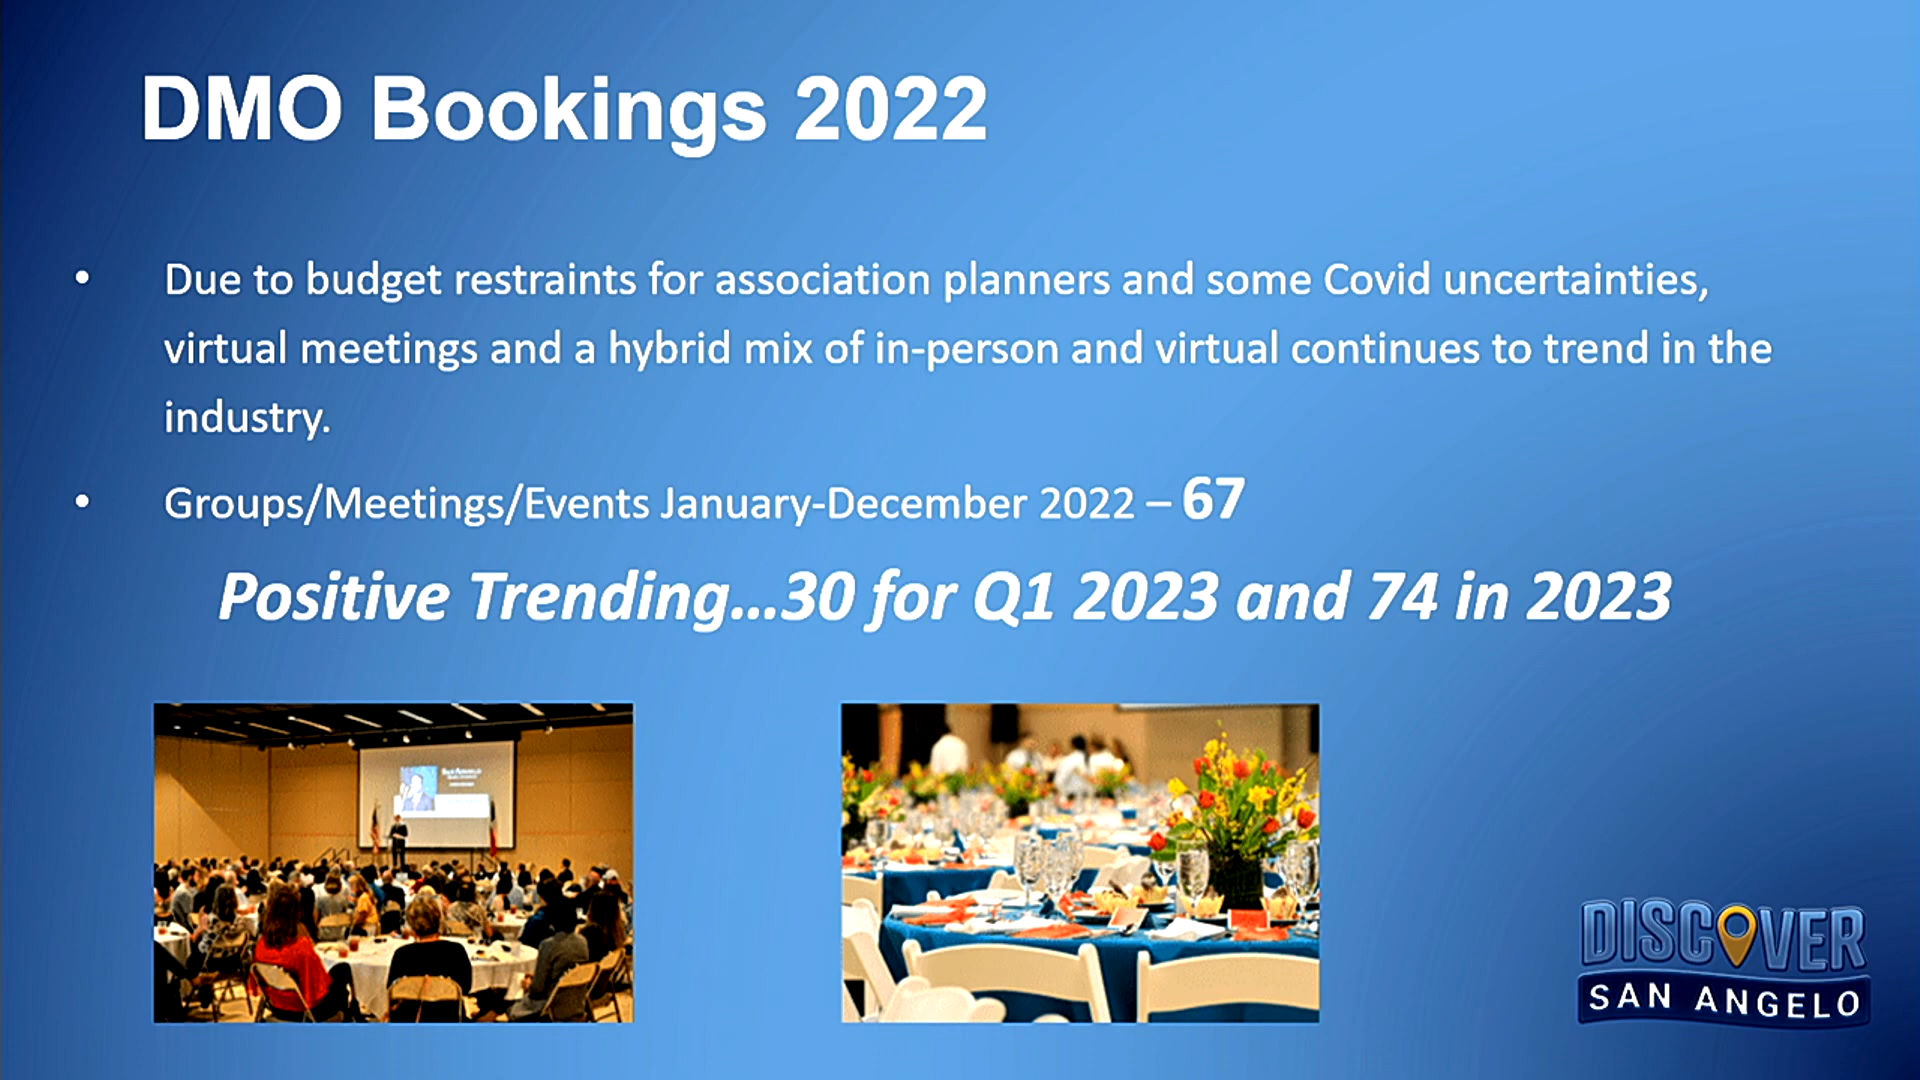 DMO Bookings 2022
• Due to budget restraints for association planners and some Covid uncertainties,
virtual meetings and a hybrid mix of in-person and virtual continues to trend in the
industry.
• Groups/Meetings/Events January-December 2022 – 67
Positive Trending...30 for Q1 2023 and 74 in 2023
DISCOVER
SAN ANGELO